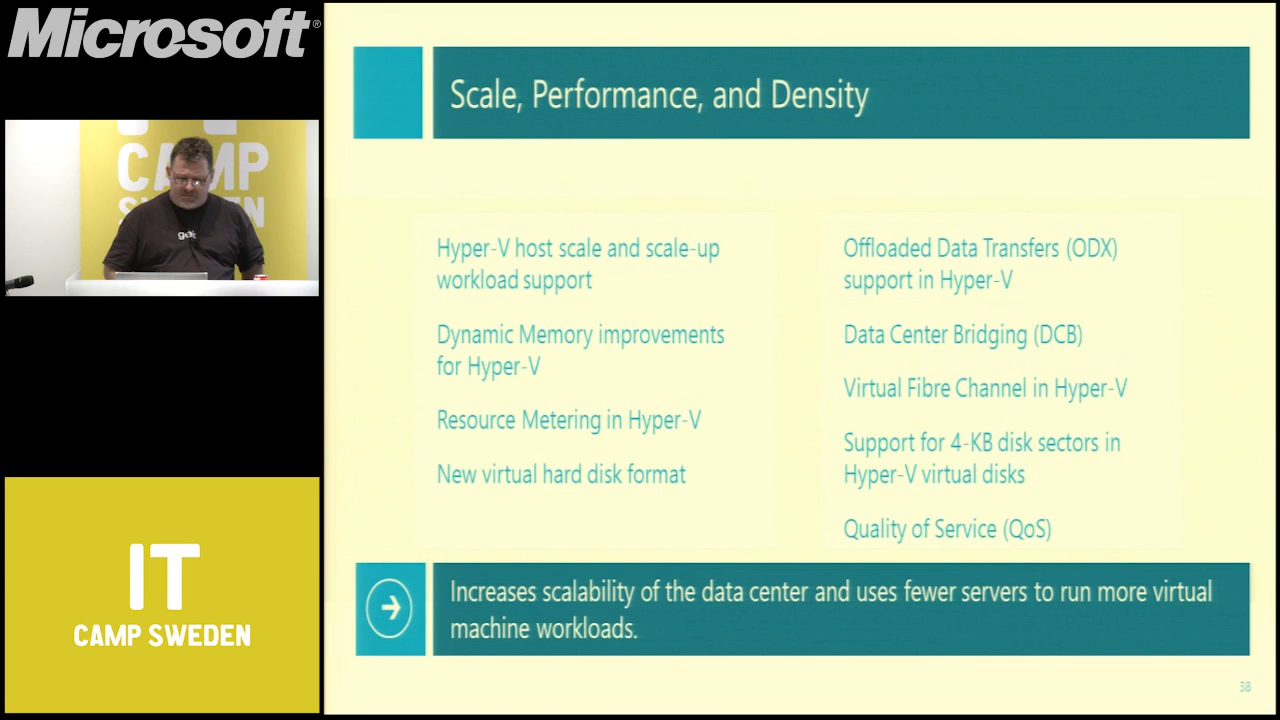 Microsoft®
CAMP
geek
IT
CAMP SWEDEN
Scale, Performance, and Density
Hyper-V host scale and scale-up
workload support
Dynamic Memory improvements
for Hyper-V
Resource Metering in Hyper-V
New virtual hard disk format
Offloaded Data Transfers (ODX)
support in Hyper-V
Data Center Bridging (DCB)
Virtual Fibre Channel in Hyper-V
Support for 4-KB disk sectors in
Hyper-V virtual disks
Quality of Service (QoS)
Increases scalability of the data center and uses fewer servers to run more virtual
machine workloads.
38